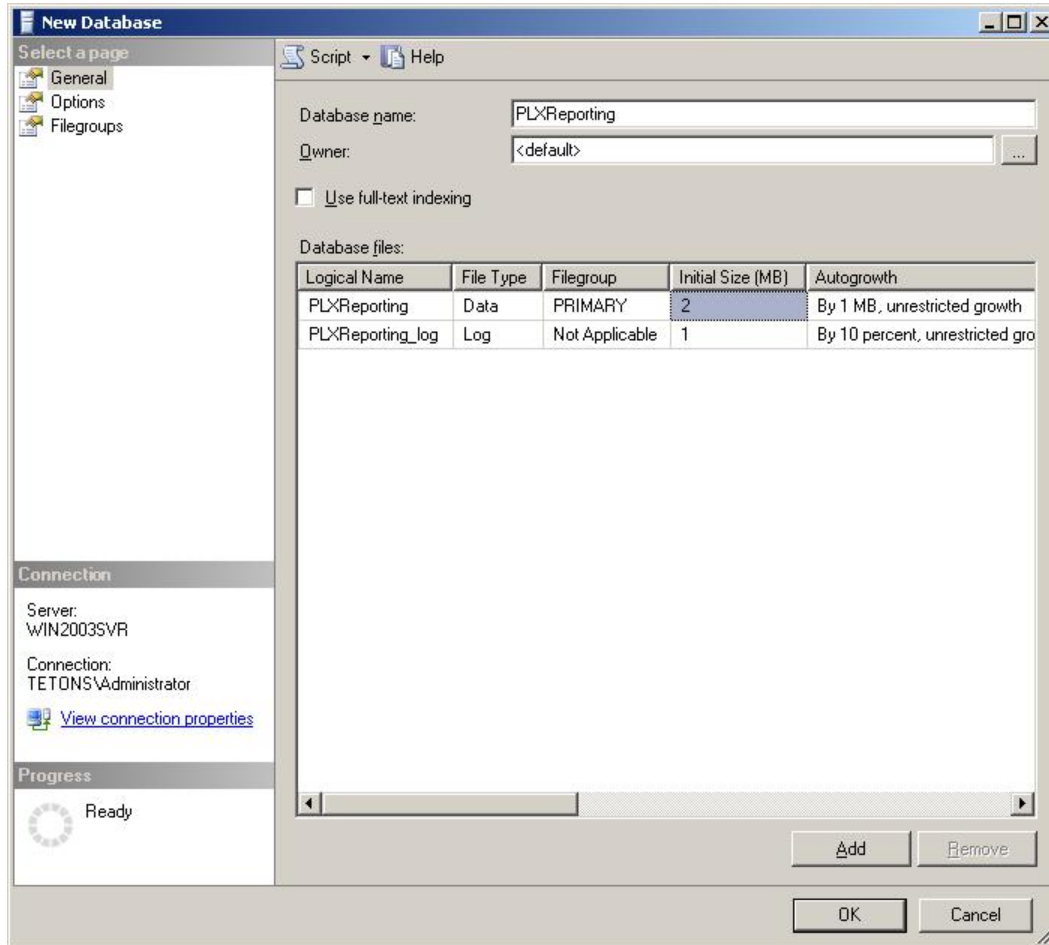 New Database
Select a page
General
Options
Filegroups
Script
Help
Database name:
PLXReporting
Owner:
<default>
...
Use full-text indexing
Database files:
Logical Name File Type Filegroup Initial Size (MB) Autogrowth
PLXReporting Data PRIMARY 2 By 1 MB, unrestricted growth
PLXReporting_log Log Not Applicable 1 By 10 percent, unrestricted gro
Connection
Server:
WIN2003SVR
Connection:
TETONS\Administrator
View connection properties
Progress
Ready
Add
Remove
OK
Cancel